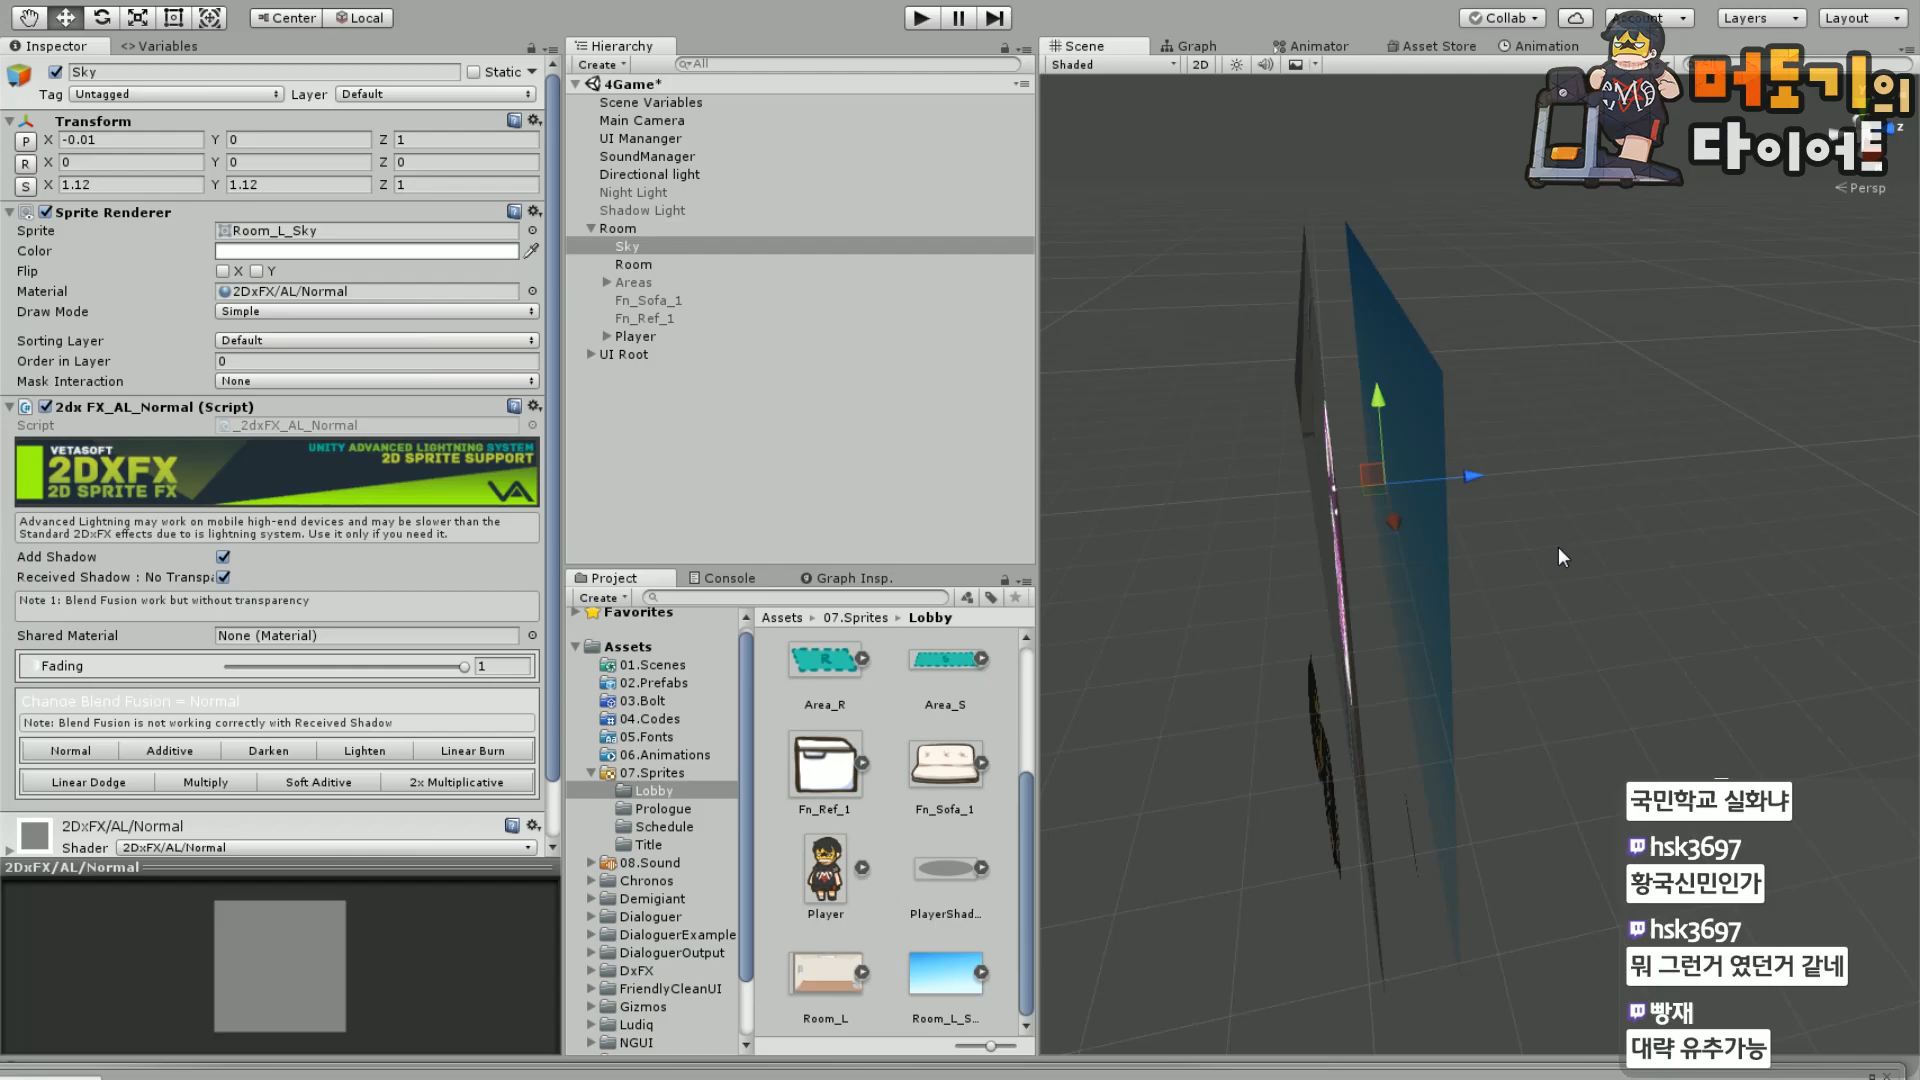 Center
Local
Collab
Account
Layers
Layout
Inspector
<> Variables
Sky
Static
Tag
Untagged
Layer
Default
Transform
P X -0.01 Y 0 Z 1
R X 0 Y 0 Z 0
S X 1.12 Y 1.12 Z 1
Sprite Renderer
Sprite
Room_L_Sky
Color
Flip
X Y
Material
2DxFX/AL/Normal
Draw Mode
Simple
Sorting Layer
Default
Order in Layer
0
Mask Interaction
None
2dx FX_AL_Normal (Script)
Script
_2dxFX_AL_Normal
VETASOFT
2DXFX
2D SPRITE FX
UNITY ADVANCED LIGHTNING SYSTEM
2D SPRITE SUPPORT
VA
Advanced Lightning may work on mobile high-end devices and may be slower than the
Standard 2DxFX effects due to is lightning system. Use it only if you need it.
Add Shadow
Received Shadow : No Transpa
Note 1: Blend Fusion work but without transparency
Shared Material
None (Material)
Fading
1
Change Blend Fusion = Normal
Note: Blend Fusion is not working correctly with Received Shadow
Normal
Additive
Darken
Lighten
Linear Burn
Linear Dodge
Multiply
Soft Aditive
2x Multiplicative
2DxFX/AL/Normal
Shader
2DxFX/AL/Normal
2DxFX/AL/Normal
Hierarchy
Create
All
4Game*
Scene Variables
Main Camera
UI Mananger
SoundManager
Directional light
Night Light
Shadow Light
Room
Sky
Room
Areas
Fn_Sofa_1
Fn_Ref_1
Player
UI Root
Project
Console
Graph Insp.
Create
Favorites
Assets
01.Scenes
02.Prefabs
03.Bolt
04.Codes
05.Fonts
06.Animations
07.Sprites
Lobby
Prologue
Schedule
Title
08.Sound
Chronos
Demigiant
Dialoguer
DialoguerExample
DialoguerOutput
DxFX
FriendlyCleanUI
Gizmos
Ludiq
NGUI
Assets
07.Sprites
Lobby
R
S
Area_R
Area_S
Fn_Ref_1
Fn_Sofa_1
Player
PlayerShad...
Room_L
Room_L_S...
Scene
Graph
Animator
Asset Store
Animation
Shaded
2D
Persp
z
머도기의
다이어트
국민학교 실화냐
hsk3697
황국신민인가
hsk3697
뭐 그런거 였던거 같네
빵재
대략 유추가능